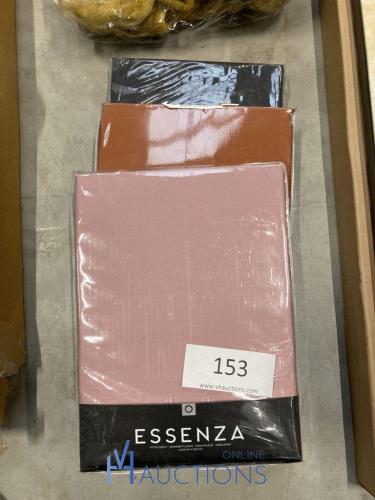 153
www.vhauctions.com
ESSENZA
ONLINE
VH AUCTIONS